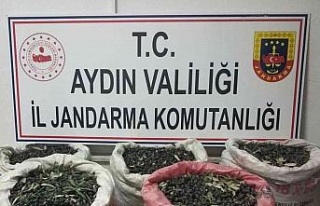 T.C.
AYDIN VALİLİĞİ
İL JANDARMA KOMUTANLIĞI